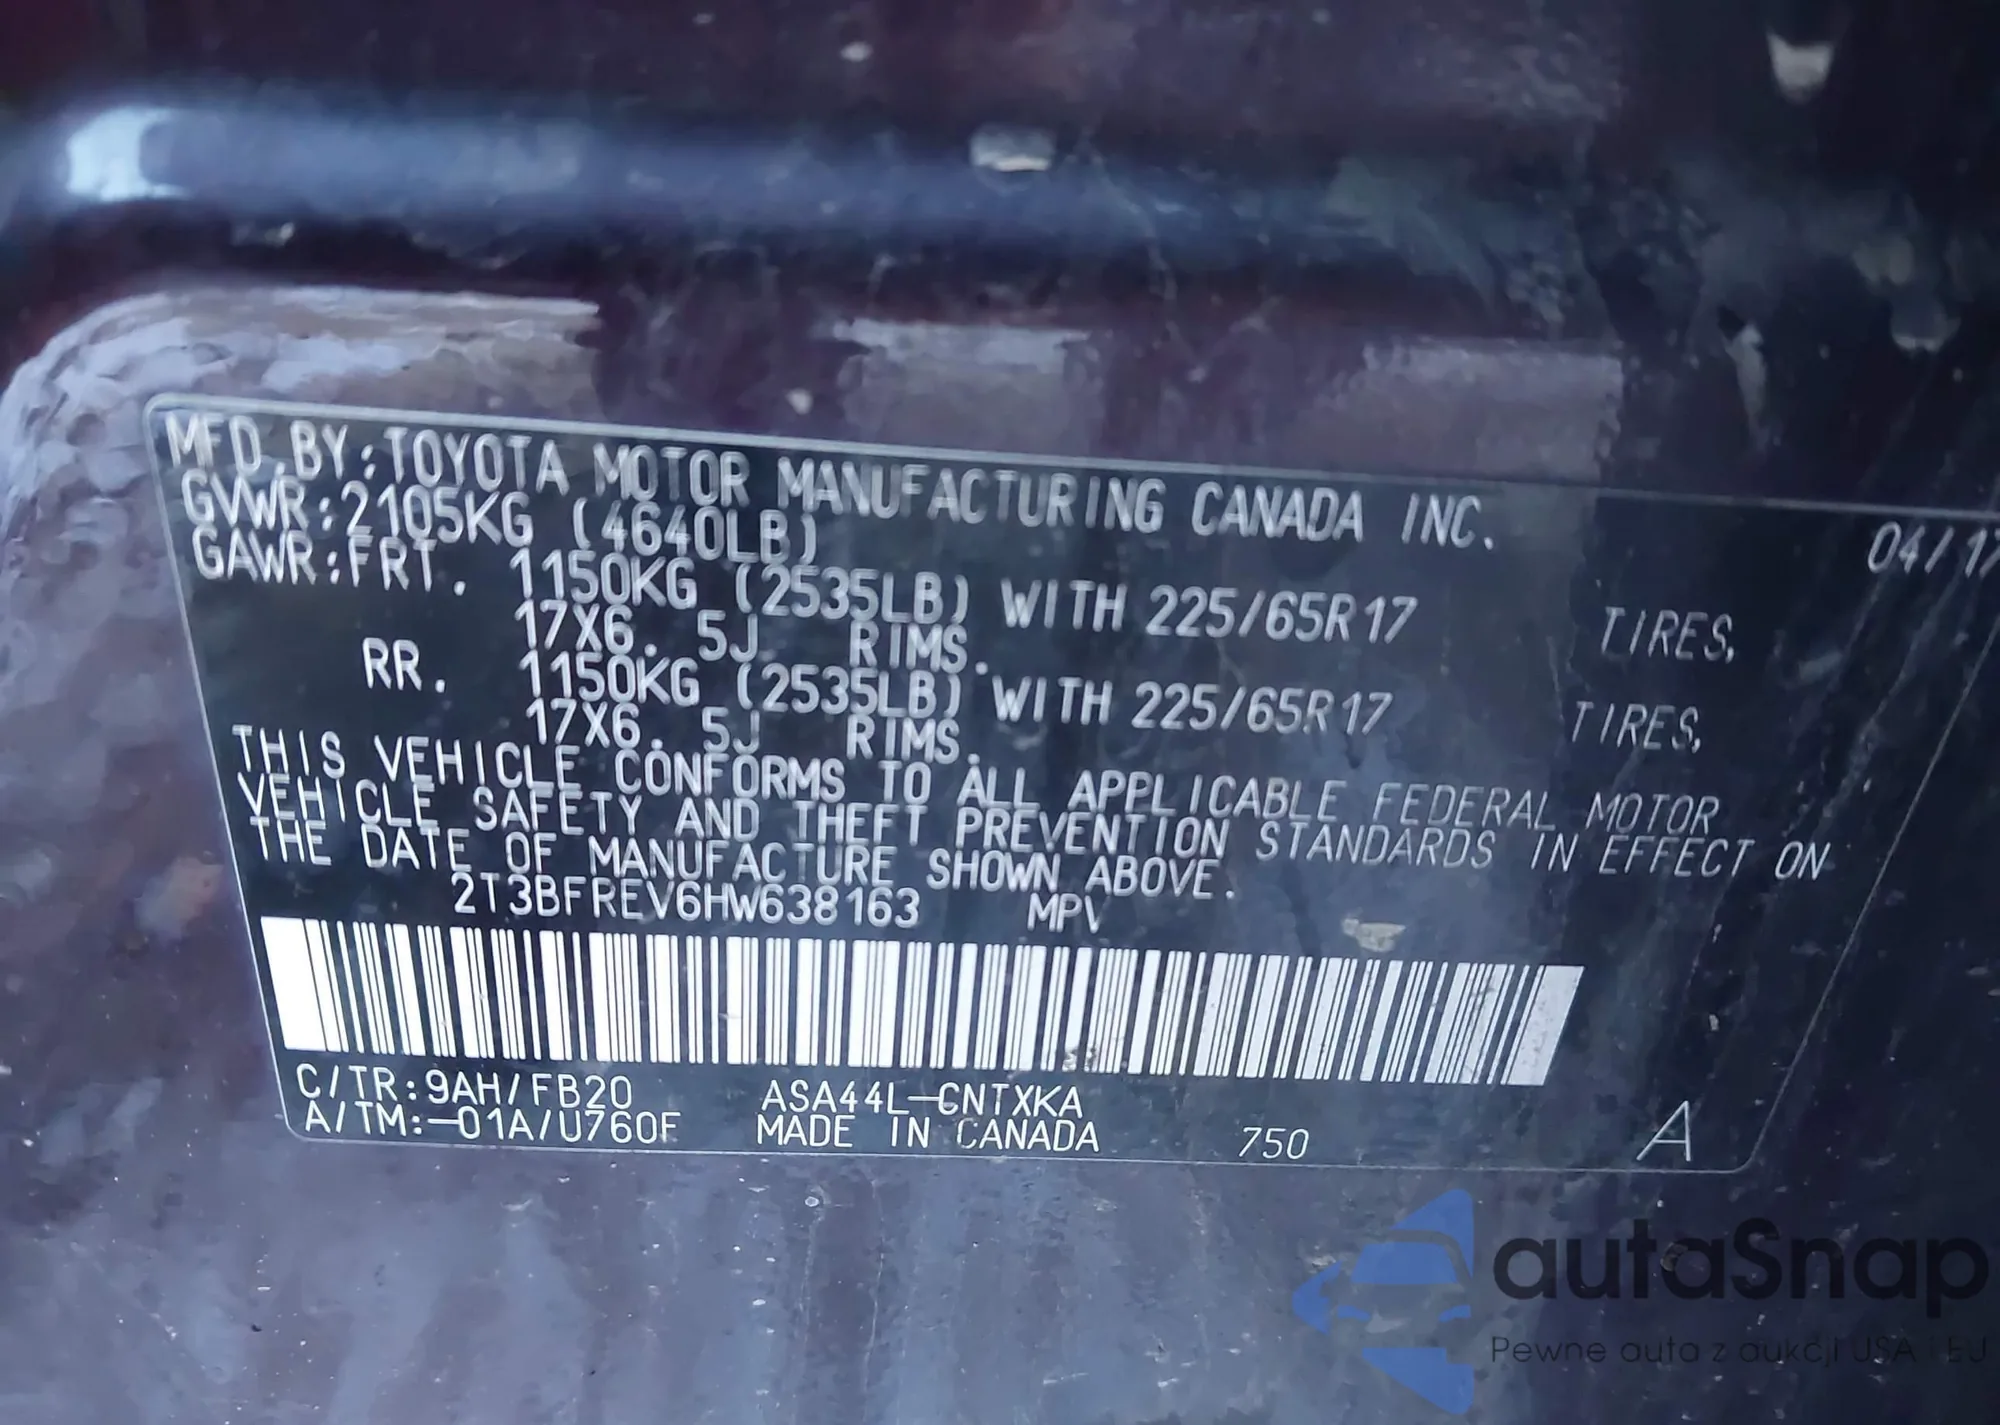 MFD.BY:TOYOTA MOTOR MANUFACTURING CANADA INC. 04/17
GVWR:2105KG (4640LB)
GAWR:FRT. 1150KG (2535LB) WITH 225/65R17 TIRES,
17X6.5J RIMS.
RR. 1150KG (2535LB) WITH 225/65R17 TIRES,
17X6.5J RIMS.
THIS VEHICLE CONFORMS TO ALL APPLICABLE FEDERAL MOTOR
VEHICLE SAFETY AND THEFT PREVENTION STANDARDS IN EFFECT ON
THE DATE OF MANUFACTURE SHOWN ABOVE.
2T3BFREV6HW638163 MPV
C/TR:9AH/FB20 ASA44L-CNTXKA
A/TM:-01A/U760F MADE IN CANADA 750 A
autaSnap
Pewne auta z aukcji USA i EU